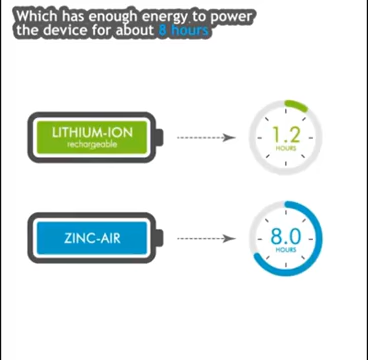 Which has enough energy to power
the device for about 8 hours
LITHIUM-ION
rechargeable
1.2
HOURS
ZINC-AIR
8.0
HOURS